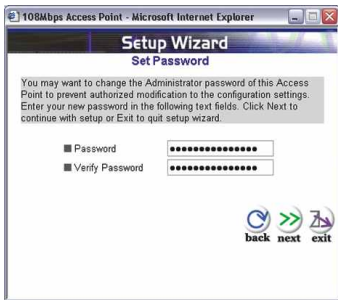 108Mbps Access Point - Microsoft Internet Explorer
Setup Wizard
Set Password
You may want to change the Administrator password of this Access
Point to prevent authorized modification to the configuration settings.
Enter your new password in the following text fields. Click Next to
continue with setup or Exit to quit setup wizard.
Password
Verify Password
back next exit